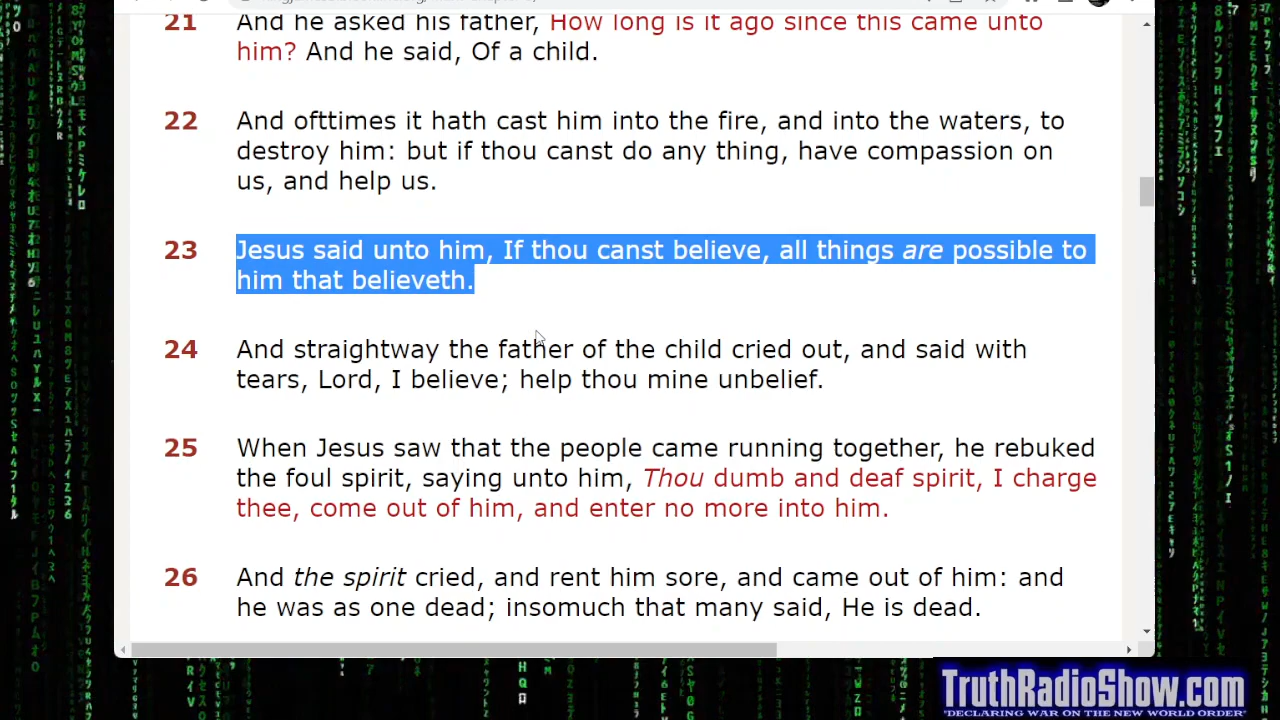 21 And he asked his father, How long is it ago since this came unto
him? And he said, Of a child.
22 And ofttimes it hath cast him into the fire, and into the waters, to
destroy him: but if thou canst do any thing, have compassion on
us, and help us.
23 Jesus said unto him, If thou canst believe, all things are possible to
him that believeth.
24 And straightway the father of the child cried out, and said with
tears, Lord, I believe; help thou mine unbelief.
25 When Jesus saw that the people came running together, he rebuked
the foul spirit, saying unto him, Thou dumb and deaf spirit, I charge
thee, come out of him, and enter no more into him.
26 And the spirit cried, and rent him sore, and came out of him: and
he was as one dead; insomuch that many said, He is dead.
TruthRadioShow.com
"DECLARING WAR ON THE NEW WORLD ORDER"